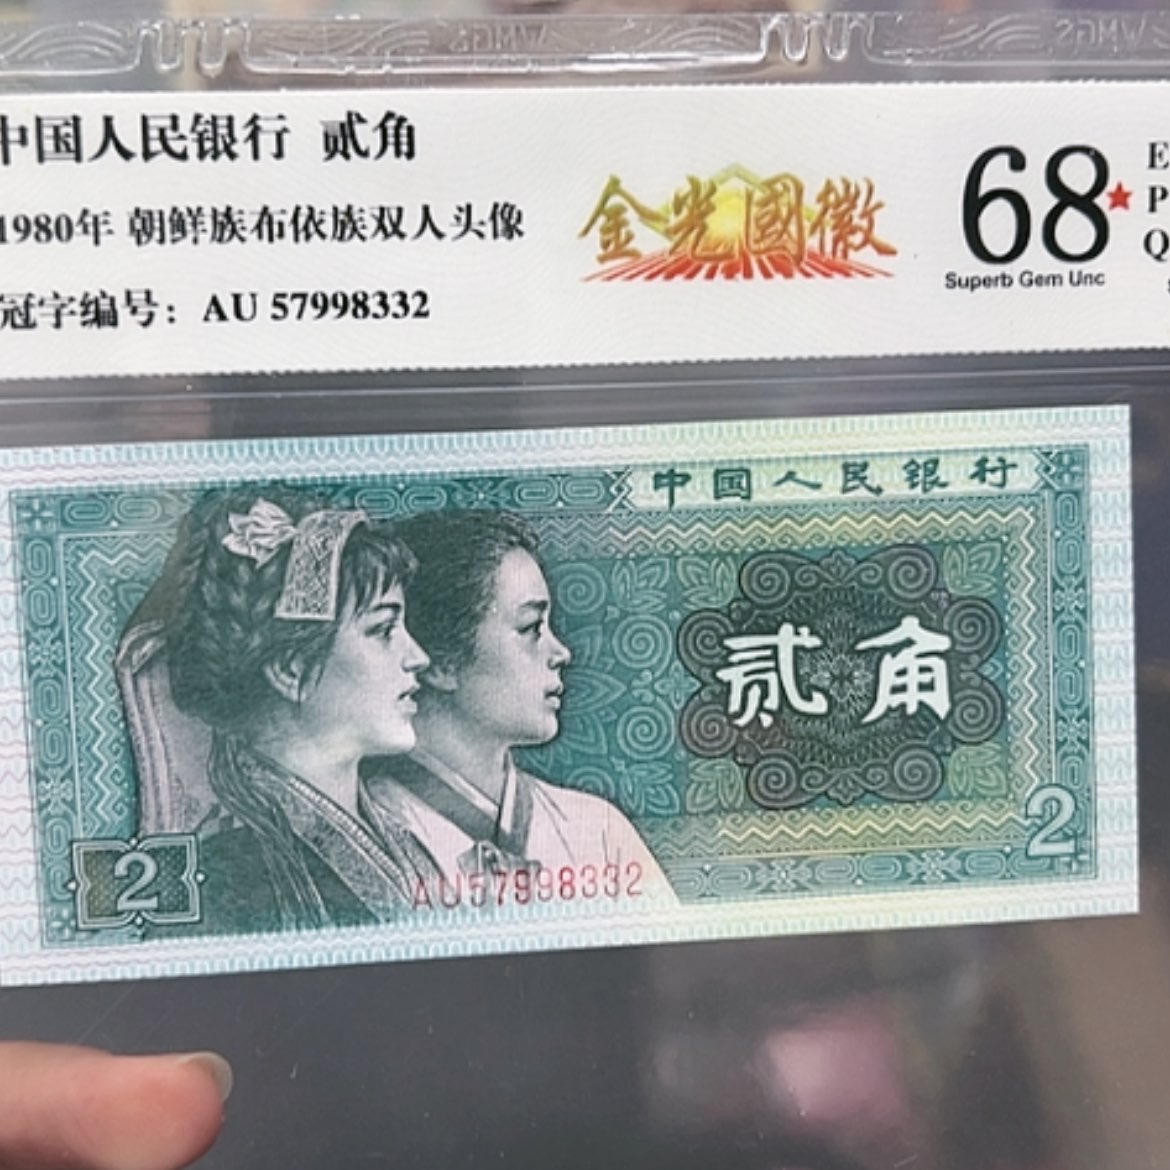 中国人民银行 贰角
1980年 朝鲜族布依族双人头像
冠字编号：AU 57998332
金光國徽
68★
Superb Gem Unc
E
P
Q
中国人民银行
贰角
2
2
AU57998332